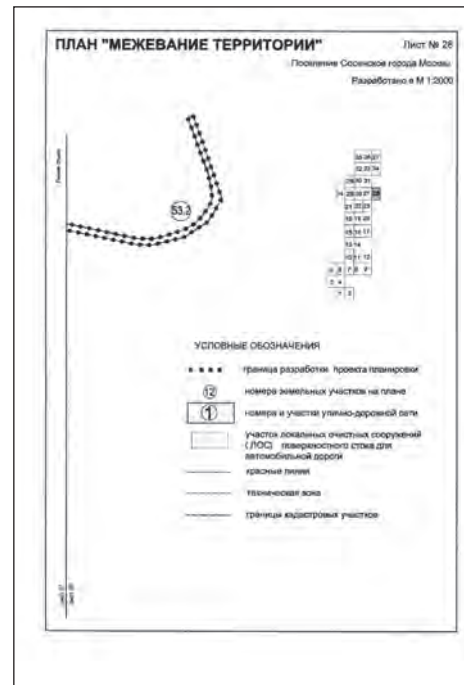 ПЛАН "МЕЖЕВАНИЕ ТЕРРИТОРИИ"
Лист № 28
Поселение Сосенское города Москвы
Разработано в М 1:2000
53.2
УСЛОВНЫЕ ОБОЗНАЧЕНИЯ
граница разработки проекта планировки
12 номера земельных участков на плане
1 номера и участки улично-дорожной сети
участок локальных очистных сооружений
(ЛОС) поверхностного стока для
автомобильной дороги
красные линии
техническая зона
границы кадастровых участков